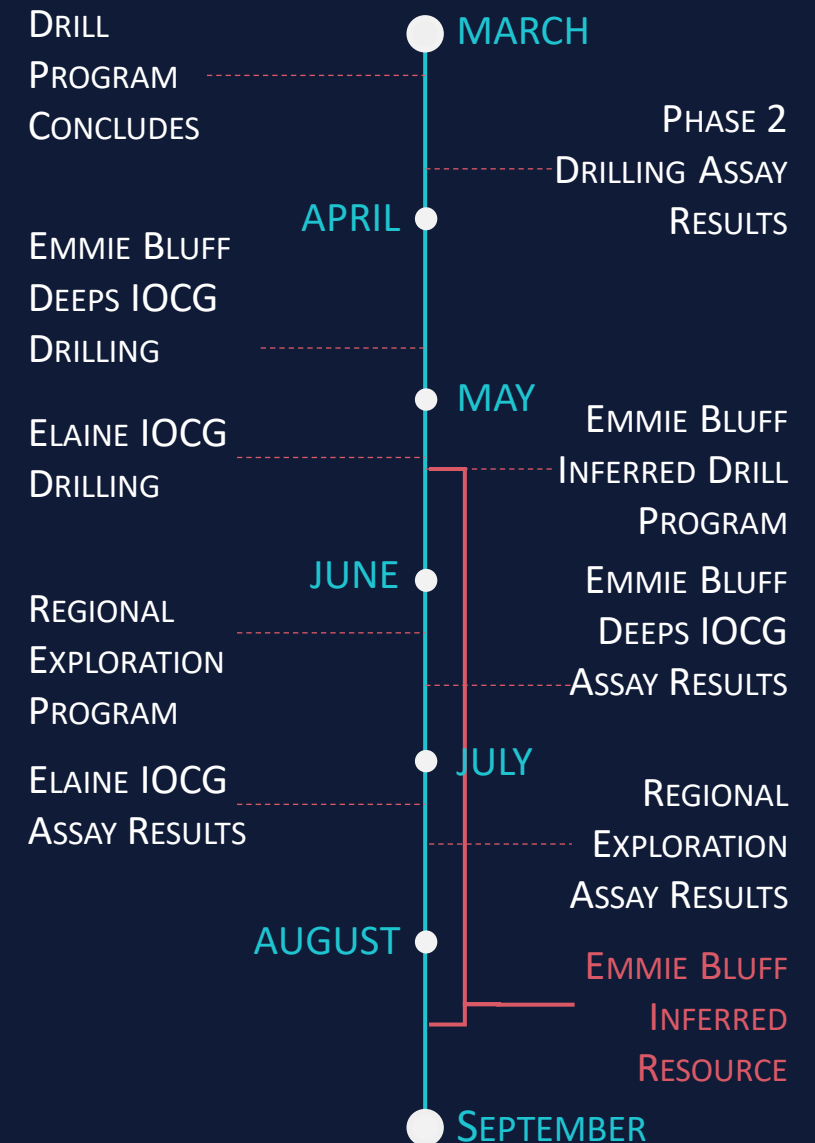 DRILL
PROGRAM
CONCLUDES
MARCH
PHASE 2
DRILLING ASSAY
RESULTS
APRIL
EMMIE BLUFF
DEEPS IOCG
DRILLING
MAY
EMMIE BLUFF
INFERRED DRILL
PROGRAM
ELAINE IOCG
DRILLING
JUNE
EMMIE BLUFF
DEEPS IOCG
ASSAY RESULTS
REGIONAL
EXPLORATION
PROGRAM
JULY
ELAINE IOCG
ASSAY RESULTS
REGIONAL
EXPLORATION
ASSAY RESULTS
AUGUST
EMMIE BLUFF
INFERRED
RESOURCE
SEPTEMBER